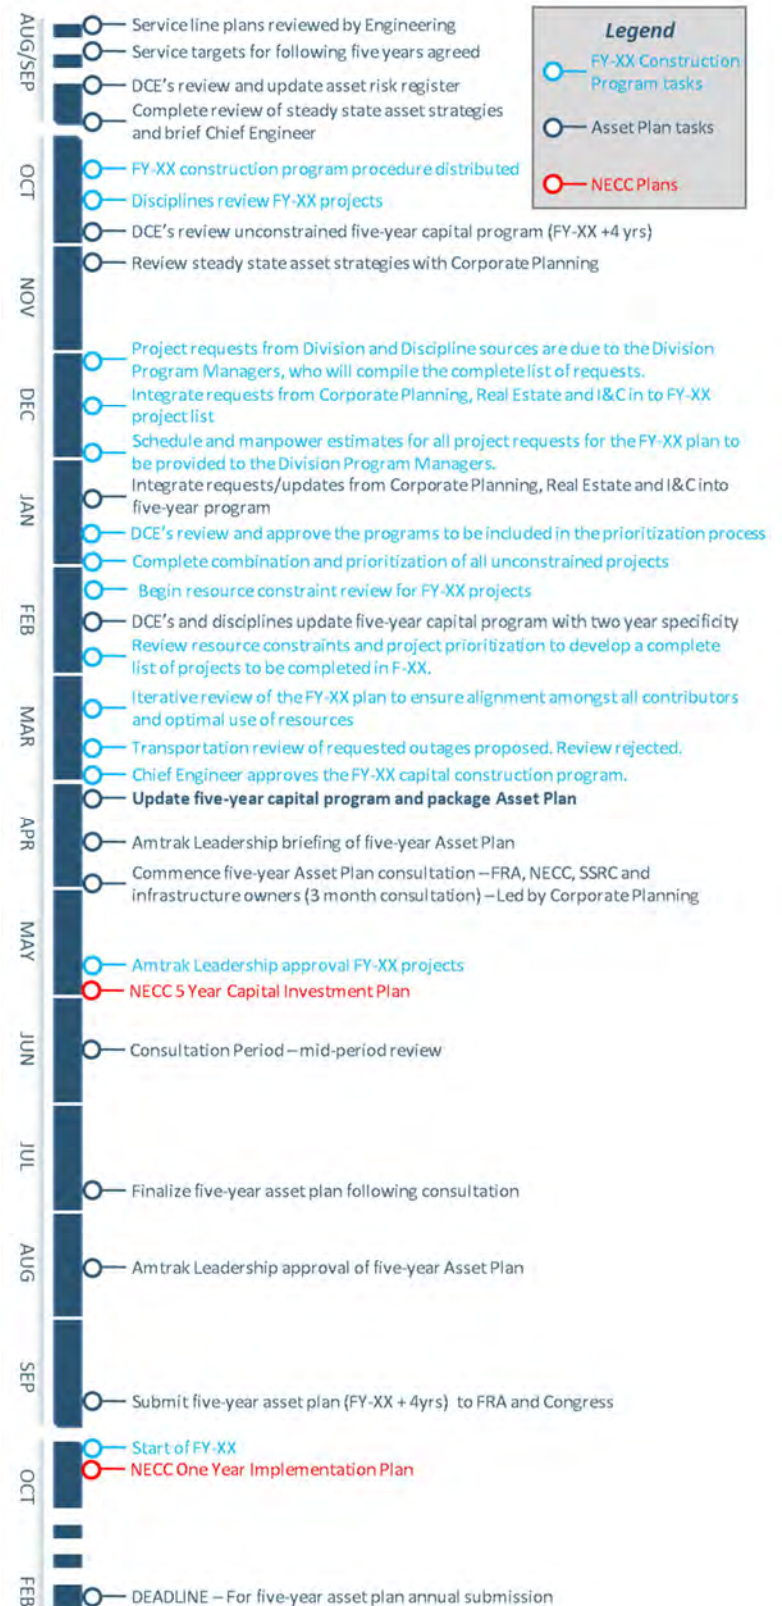 AUG/SEP
Service line plans reviewed by Engineering
Service targets for following five years agreed
DCE's review and update asset risk register
Complete review of steady state asset strategies
and brief Chief Engineer
Legend
FY-XX Construction
Program tasks
Asset Plan tasks
NECC Plans
OCT
FY-XX construction program procedure distributed
Disciplines review FY-XX projects
DCE's review unconstrained five-year capital program (FY-XX +4 yrs)
NOV
Review steady state asset strategies with Corporate Planning
DEC
Project requests from Division and Discipline sources are due to the Division
Program Managers, who will compile the complete list of requests.
Integrate requests from Corporate Planning, Real Estate and I&C in to FY-XX
project list
Schedule and manpower estimates for all project requests for the FY-XX plan to
be provided to the Division Program Managers.
JAN
Integrate requests/updates from Corporate Planning, Real Estate and I&C into
five-year program
DCE's review and approve the programs to be included in the prioritization process
Complete combination and prioritization of all unconstrained projects
FEB
Begin resource constraint review for FY-XX projects
DCE's and disciplines update five-year capital program with two year specificity
Review resource constraints and project prioritization to develop a complete
list of projects to be completed in F-XX.
MAR
Iterative review of the FY-XX plan to ensure alignment amongst all contributors
and optimal use of resources
Transportation review of requested outages proposed. Review rejected.
Chief Engineer approves the FY-XX capital construction program.
APR
Update five-year capital program and package Asset Plan
Amtrak Leadership briefing of five-year Asset Plan
Commence five-year Asset Plan consultation – FRA, NECC, SSRC and
infrastructure owners (3 month consultation) – Led by Corporate Planning
MAY
Amtrak Leadership approval FY-XX projects
NECC 5 Year Capital Investment Plan
JUN
Consultation Period – mid-period review
JUL
Finalize five-year asset plan following consultation
AUG
Amtrak Leadership approval of five-year Asset Plan
SEP
Submit five-year asset plan (FY-XX + 4yrs) to FRA and Congress
OCT
Start of FY-XX
NECC One Year Implementation Plan
FEB
DEADLINE – For five-year asset plan annual submission